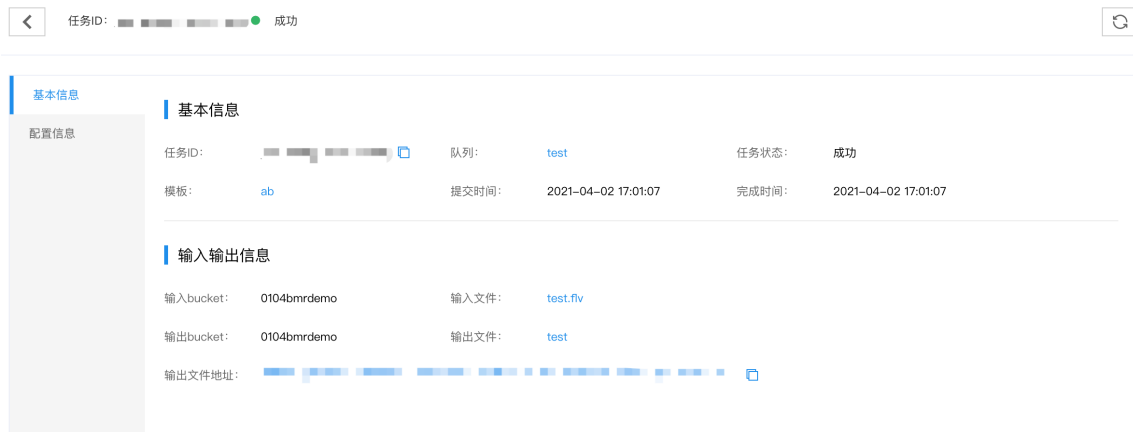 任务ID： 成功
基本信息
配置信息
基本信息
任务ID： 队列： test 任务状态： 成功
模板： ab 提交时间： 2021-04-02 17:01:07 完成时间： 2021-04-02 17:01:07
输入输出信息
输入bucket： 0104bmrdemo 输入文件： test.flv
输出bucket： 0104bmrdemo 输出文件： test
输出文件地址：